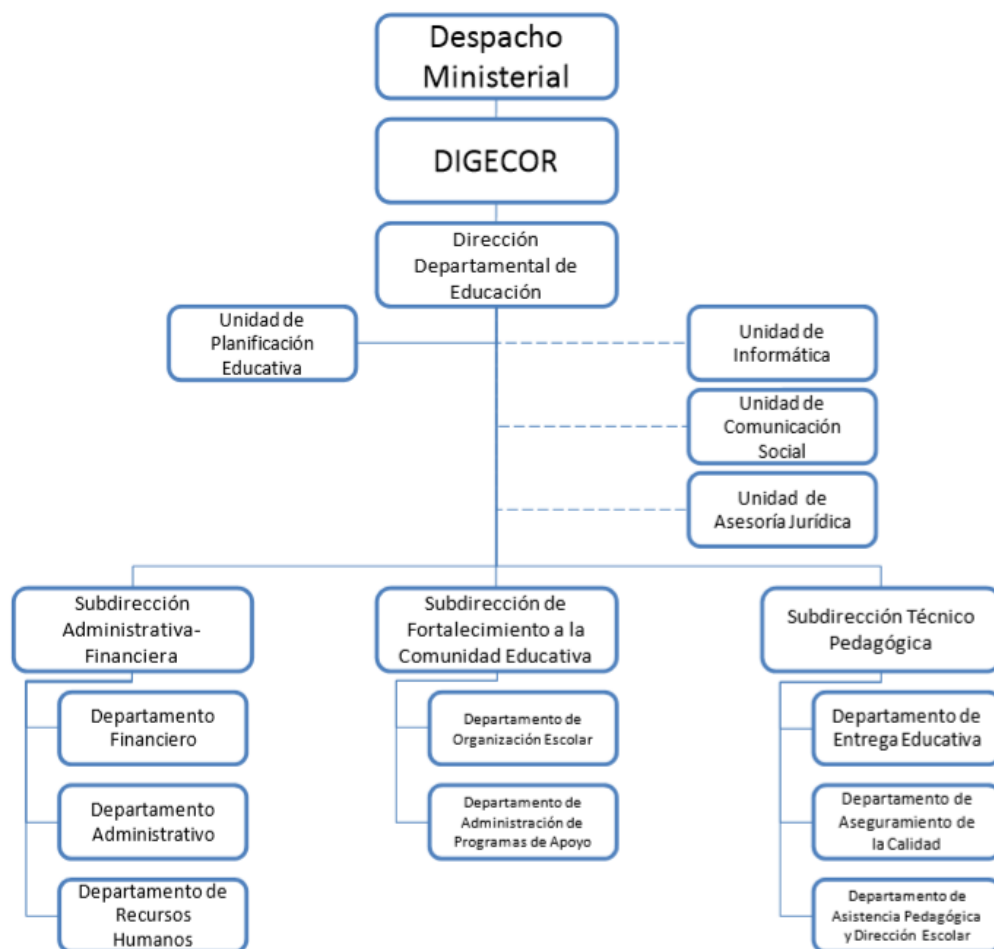 Despacho
Ministerial
DIGECOR
Dirección
Departamental de
Educación
Unidad de
Planificación
Educativa
Unidad de
Informática
Unidad de
Comunicación
Social
Unidad de
Asesoría Jurídica
Subdirección
Administrativa-
Financiera
Departamento
Financiero
Departamento
Administrativo
Departamento de
Recursos
Humanos
Subdirección de
Fortalecimiento a la
Comunidad Educativa
Departamento de
Organización Escolar
Departamento de
Administración de
Programas de Apoyo
Subdirección Técnico
Pedagógica
Departamento de
Entrega Educativa
Departamento de
Aseguramiento de
la Calidad
Departamento de
Asistencia Pedagógica
y Dirección Escolar